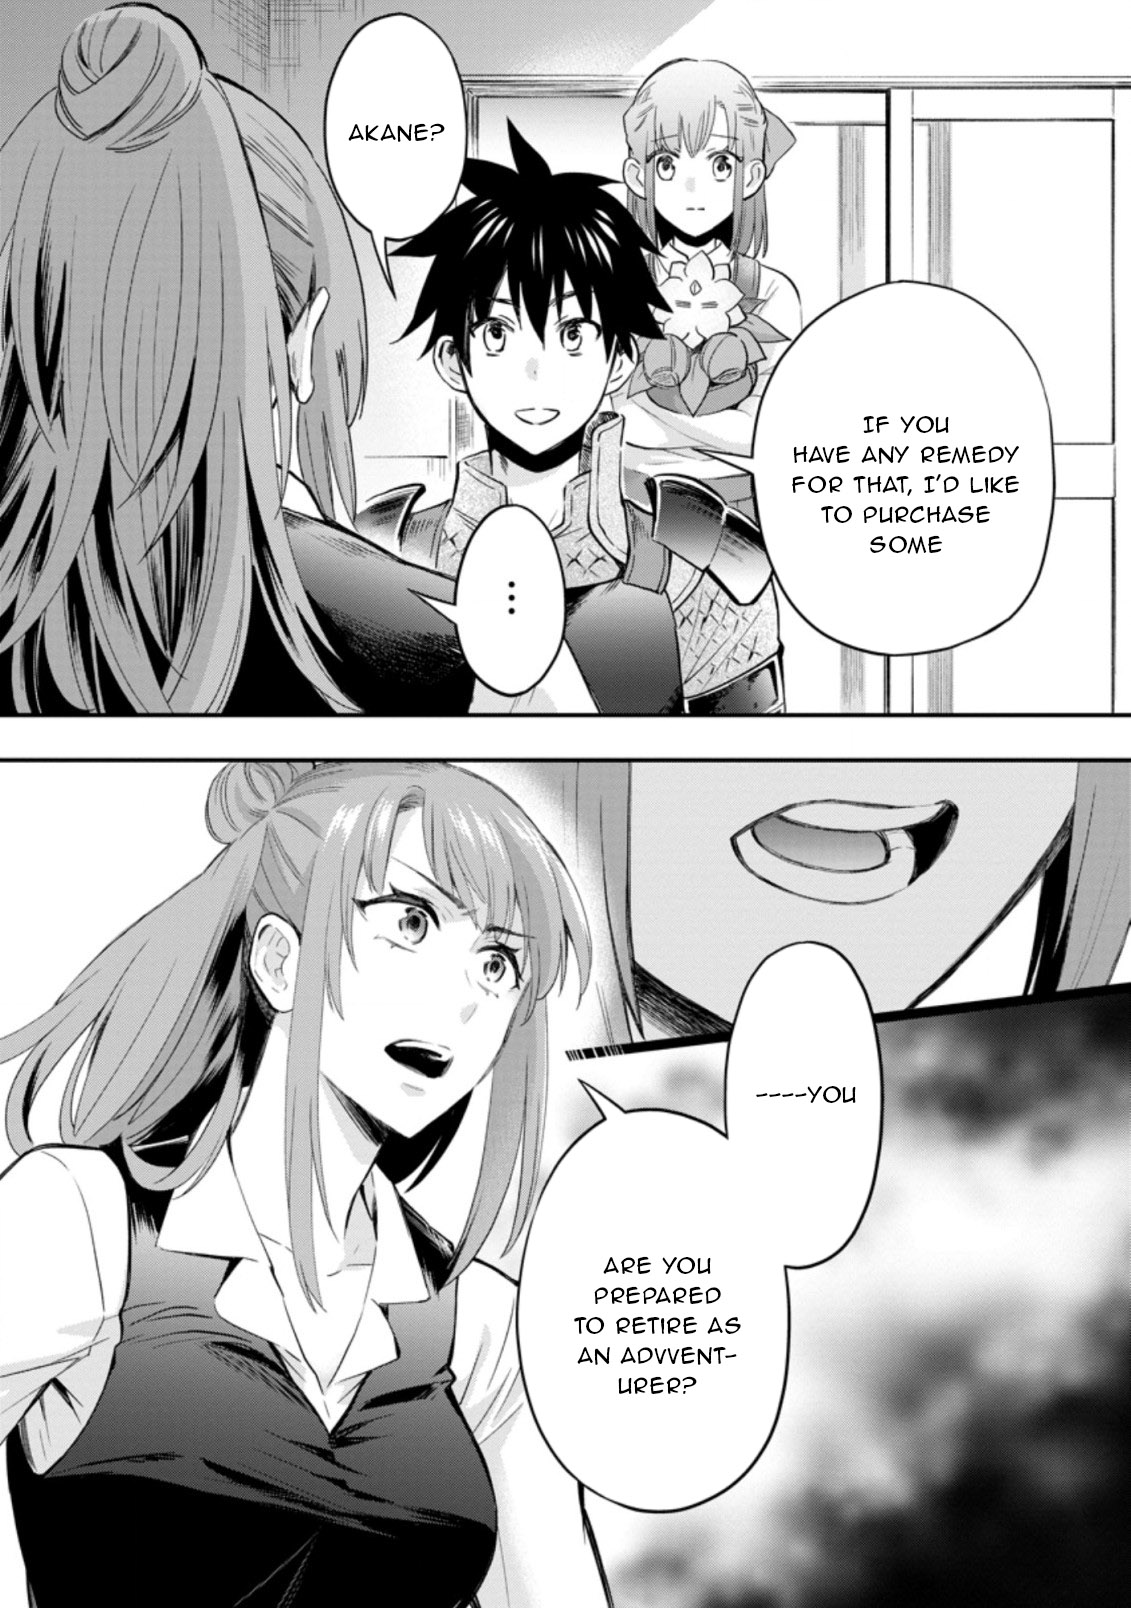 IF YOU
HAVE ANY REMEDY
FOR THAT, I'D LIKE
TO PURCHASE
SOME
AKANE?
...
----YOU
ARE YOU
PREPARED
TO RETIRE AS
AN ADVVENT-
URER?